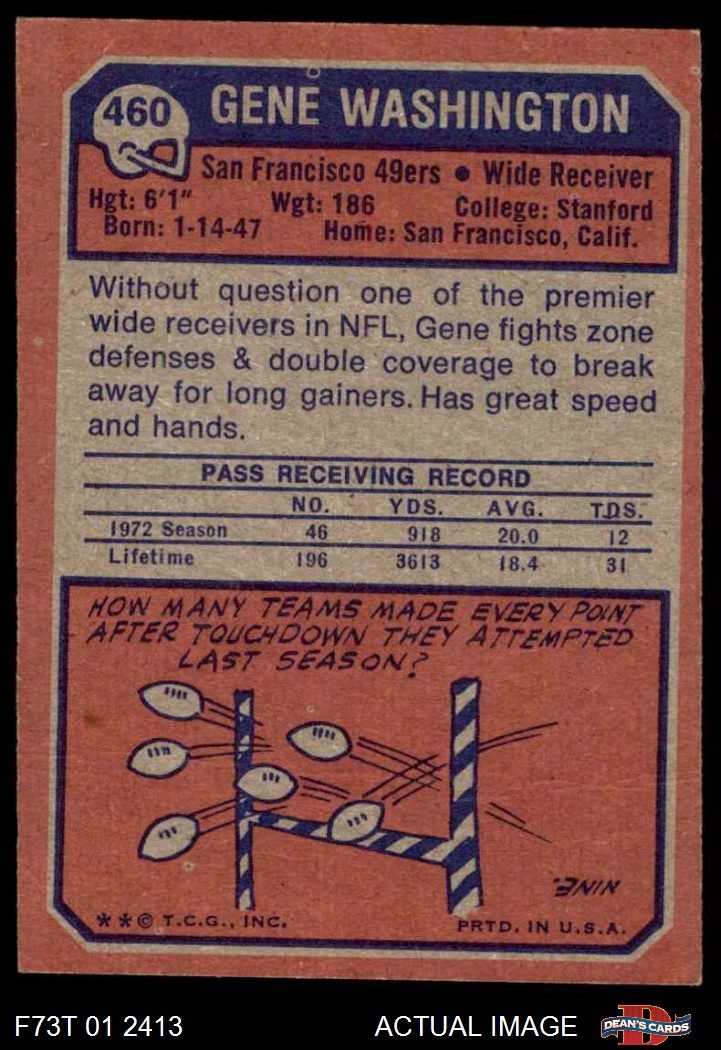 460
GENE WASHINGTON
San Francisco 49ers • Wide Receiver
Hgt: 6'1" Wgt: 186 College: Stanford
Born: 1-14-47 Home: San Francisco, Calif.
Without question one of the premier
wide receivers in NFL, Gene fights zone
defenses & double coverage to break
away for long gainers. Has great speed
and hands.
PASS RECEIVING RECORD
NO. YDS. AVG. TDS.
1972 Season 46 918 20.0 12
Lifetime 196 3613 18.4 31
HOW MANY TEAMS MADE EVERY POINT
AFTER TOUCHDOWN THEY ATTEMPTED
LAST SEASON?
NINE.
**© T.C.G., INC. PRTD. IN U.S.A.
F73T 01 2413 ACTUAL IMAGE
D
DEAN'S CARDS